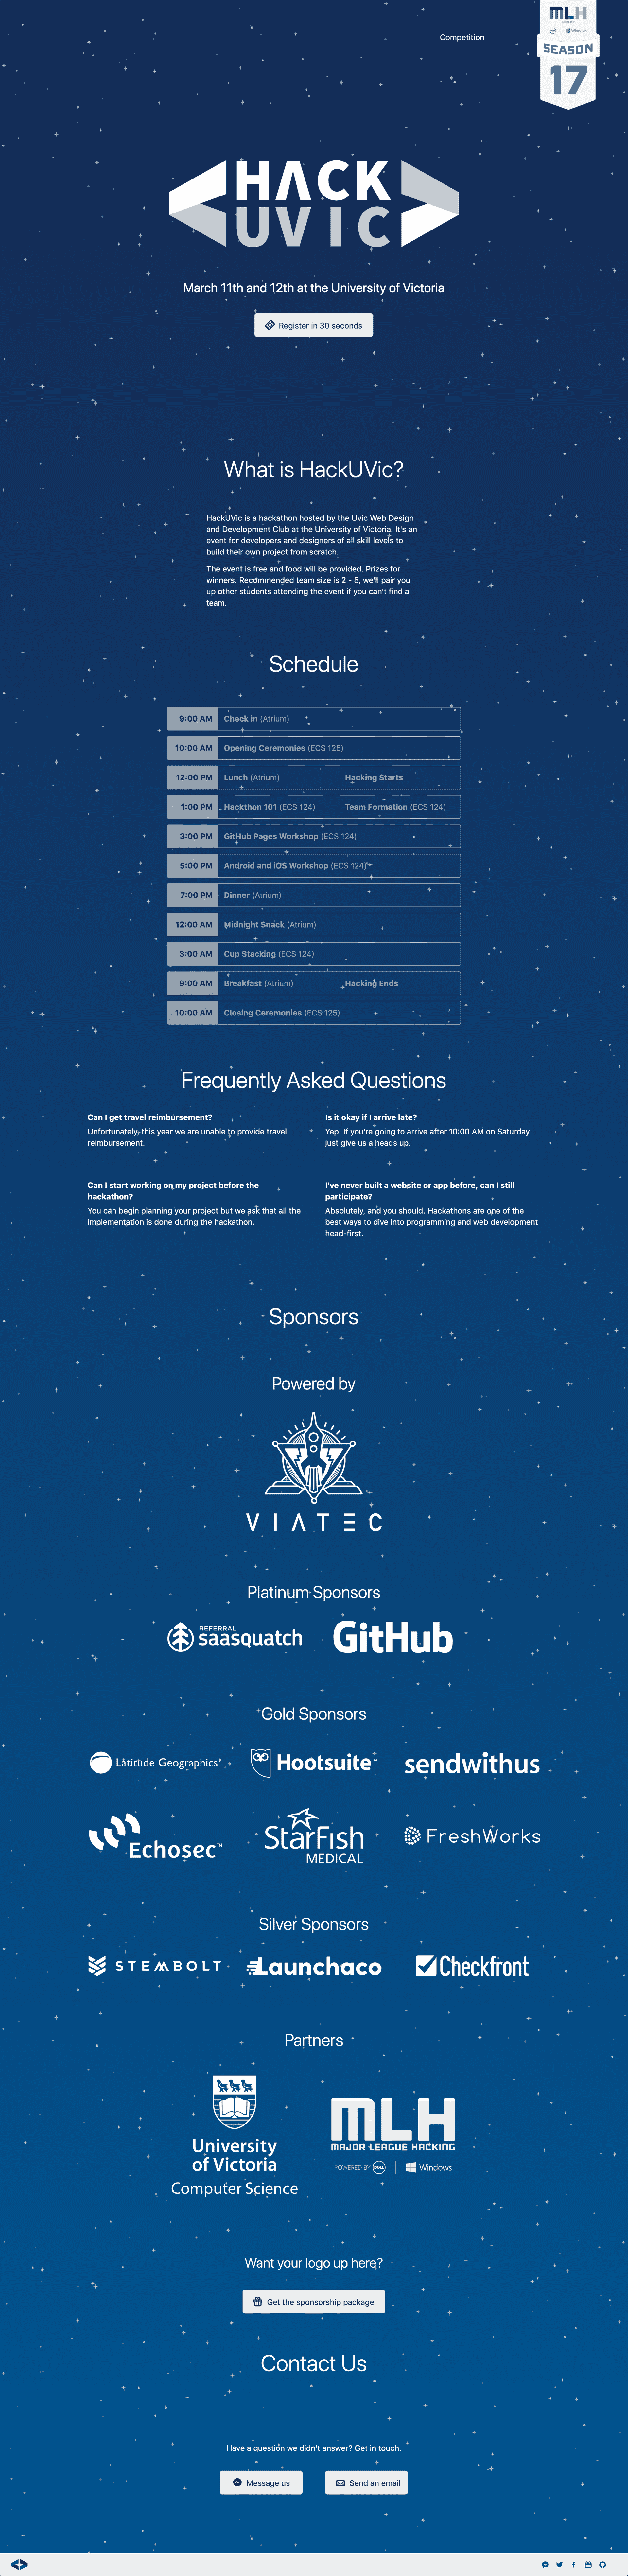 MLH
DELL Windows
Competition
SEASON
17
HACK
UVIC
March 11th and 12th at the University of Victoria
Register in 30 seconds
What is HackUVic?
HackUVic is a hackathon hosted by the Uvic Web Design
and Development Club at the University of Victoria. It's an
event for developers and designers of all skill levels to
build their own project from scratch.
The event is free and food will be provided. Prizes for
winners. Recommended team size is 2 - 5, we'll pair you
up other students attending the event if you can't find a
team.
Schedule
9:00 AM Check in (Atrium)
10:00 AM Opening Ceremonies (ECS 125)
12:00 PM Lunch (Atrium) Hacking Starts
1:00 PM Hackthon 101 (ECS 124) Team Formation (ECS 124)
3:00 PM GitHub Pages Workshop (ECS 124)
5:00 PM Android and iOS Workshop (ECS 124)
7:00 PM Dinner (Atrium)
12:00 AM Midnight Snack (Atrium)
3:00 AM Cup Stacking (ECS 124)
9:00 AM Breakfast (Atrium) Hacking Ends
10:00 AM Closing Ceremonies (ECS 125)
Frequently Asked Questions
Can I get travel reimbursement?
Unfortunately, this year we are unable to provide travel
reimbursement.
Is it okay if I arrive late?
Yep! If you're going to arrive after 10:00 AM on Saturday
just give us a heads up.
Can I start working on my project before the
hackathon?
You can begin planning your project but we ask that all the
implementation is done during the hackathon.
I've never built a website or app before, can I still
participate?
Absolutely, and you should. Hackathons are one of the
best ways to dive into programming and web development
head-first.
Sponsors
Powered by
VIATEC
Platinum Sponsors
REFERRAL
saasquatch
GitHub
Gold Sponsors
Latitude Geographics®
Hootsuite™
sendwithus
Echosec™
StarFish
MEDICAL
FreshWorks
Silver Sponsors
STEMBOLT
Launchaco
Checkfront
Partners
University
of Victoria
Computer Science
MLH
MAJOR LEAGUE HACKING
POWERED BY DELL | Windows
Want your logo up here?
Get the sponsorship package
Contact Us
Have a question we didn't answer? Get in touch.
Message us
Send an email